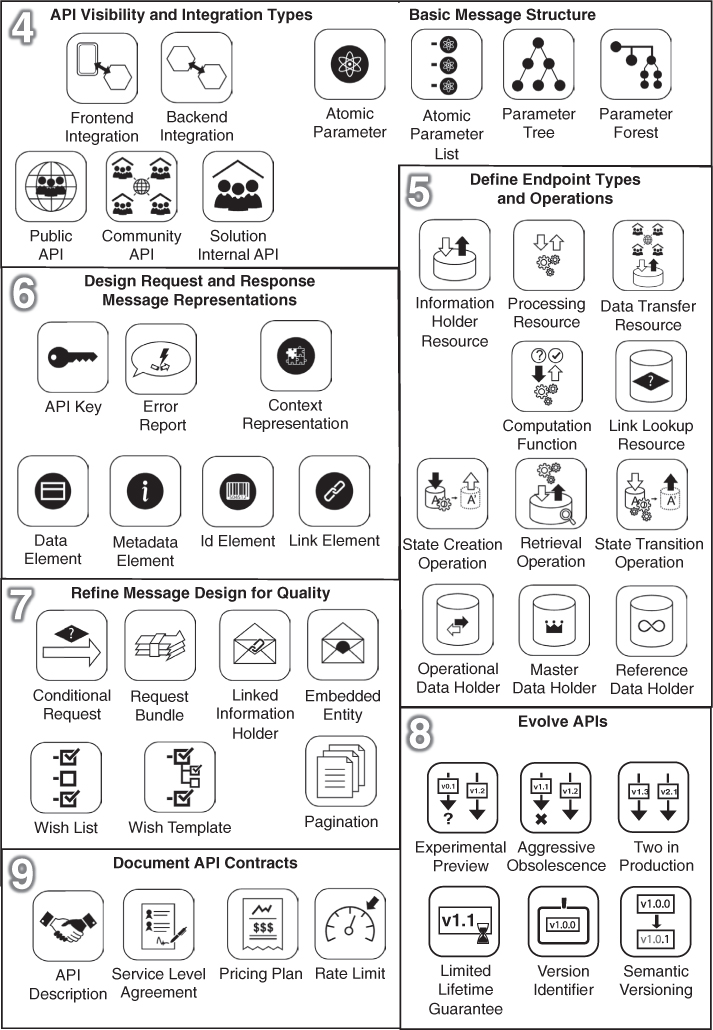 4
API Visibility and Integration Types
Basic Message Structure
Frontend
Integration
Backend
Integration
Atomic
Parameter
Atomic
Parameter
List
Parameter
Tree
Parameter
Forest
Public
API
Community
API
Solution
Internal API
5
Define Endpoint Types
and Operations
Information
Holder
Resource
Processing
Resource
Data Transfer
Resource
?
Computation
Function
?
Link Lookup
Resource
A
A'
State Creation
Operation
Retrieval
Operation
A
A'
State Transition
Operation
Operational
Data Holder
Master
Data Holder
Reference
Data Holder
6
Design Request and Response
Message Representations
API Key
Error
Report
Context
Representation
Data
Element
i
Metadata
Element
Id Element
Link Element
7
Refine Message Design for Quality
?
Conditional
Request
Request
Bundle
Linked
Information
Holder
Embedded
Entity
Wish List
Wish Template
Pagination
8
Evolve APIs
v0.1
v1.2
?
Experimental
Preview
v1.1
v1.2
Aggressive
Obsolescence
v1.3
v2.1
Two in
Production
v1.1
Limited
Lifetime
Guarantee
v1.0.0
Version
Identifier
v1.0.0
v1.0.1
Semantic
Versioning
9
Document API Contracts
API
Description
Service Level
Agreement
$$$
Pricing Plan
Rate Limit